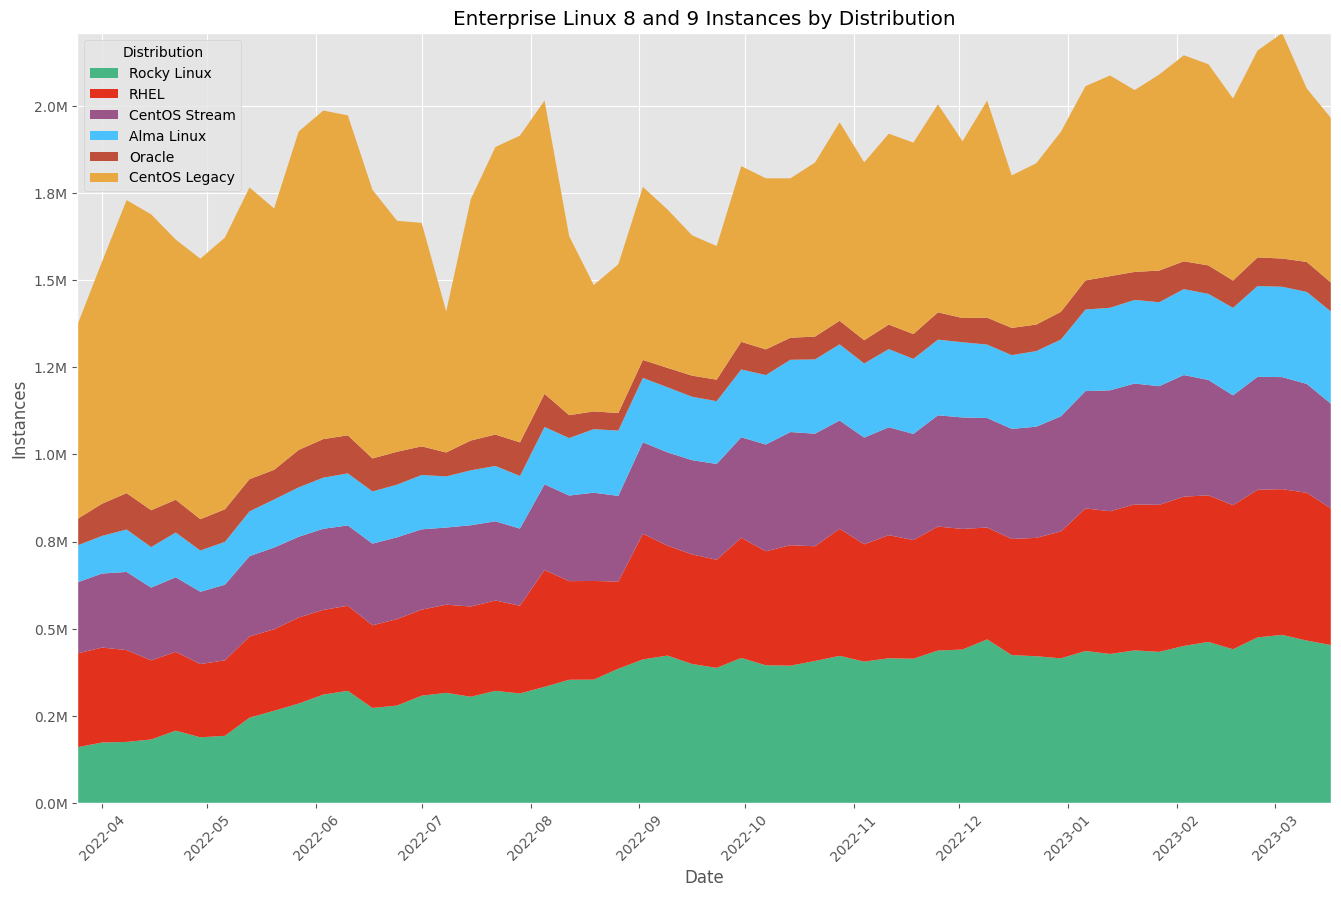 Enterprise Linux 8 and 9 Instances by Distribution
Distribution
Rocky Linux
RHEL
CentOS Stream
Alma Linux
Oracle
CentOS Legacy
2.0M
1.8M
1.5M
1.2M
1.0M
0.8M
0.5M
0.2M
0.0M
Instances
2022-04
2022-05
2022-06
2022-07
2022-08
2022-09
2022-10
2022-11
2022-12
2023-01
2023-02
2023-03
Date